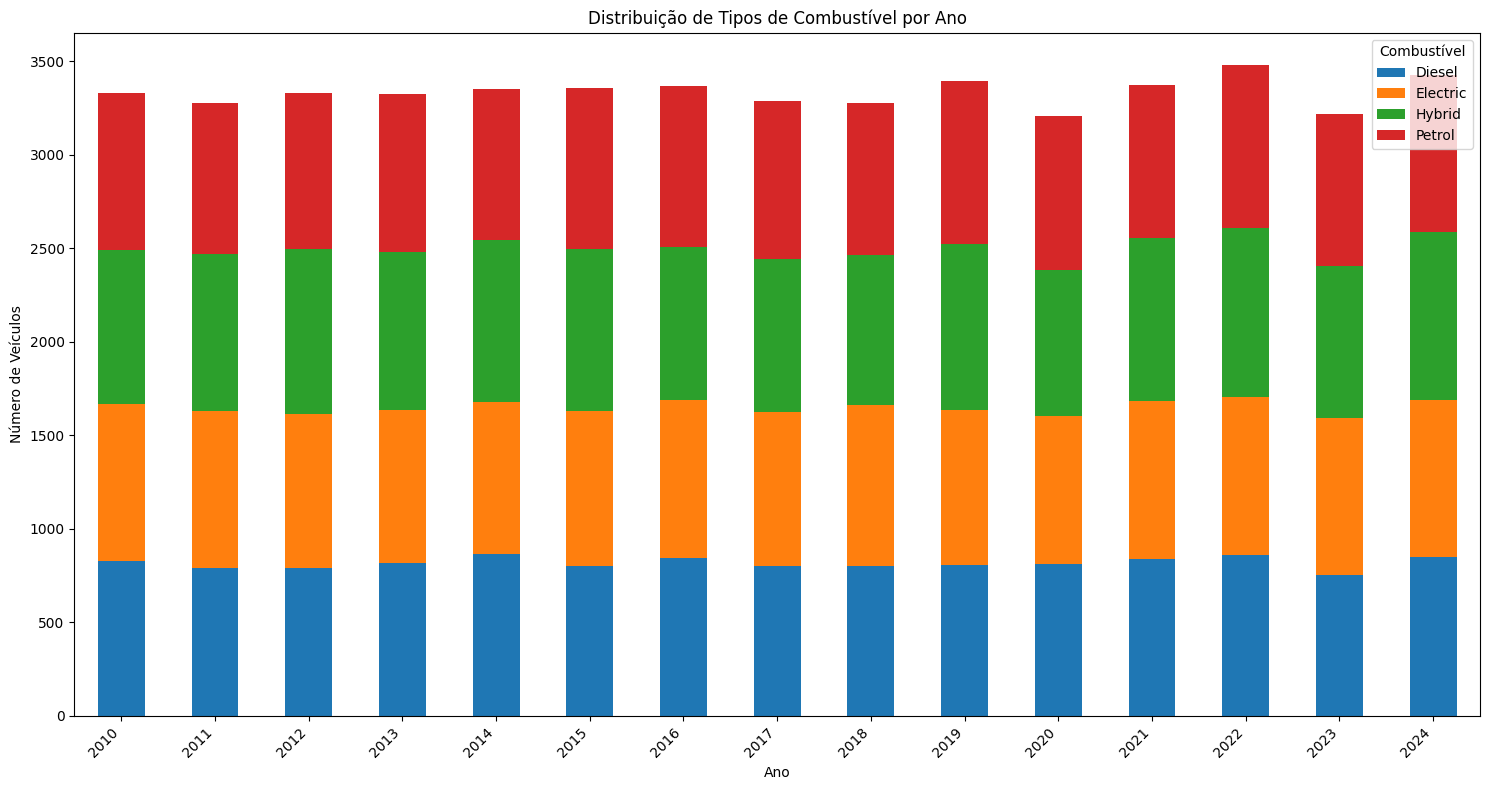 Distribuição de Tipos de Combustível por Ano
Combustível
Diesel
Electric
Hybrid
Petrol
Número de Veículos
3500
3000
2500
2000
1500
1000
500
0
2010
2011
2012
2013
2014
2015
2016
2017
2018
2019
2020
2021
2022
2023
2024
Ano